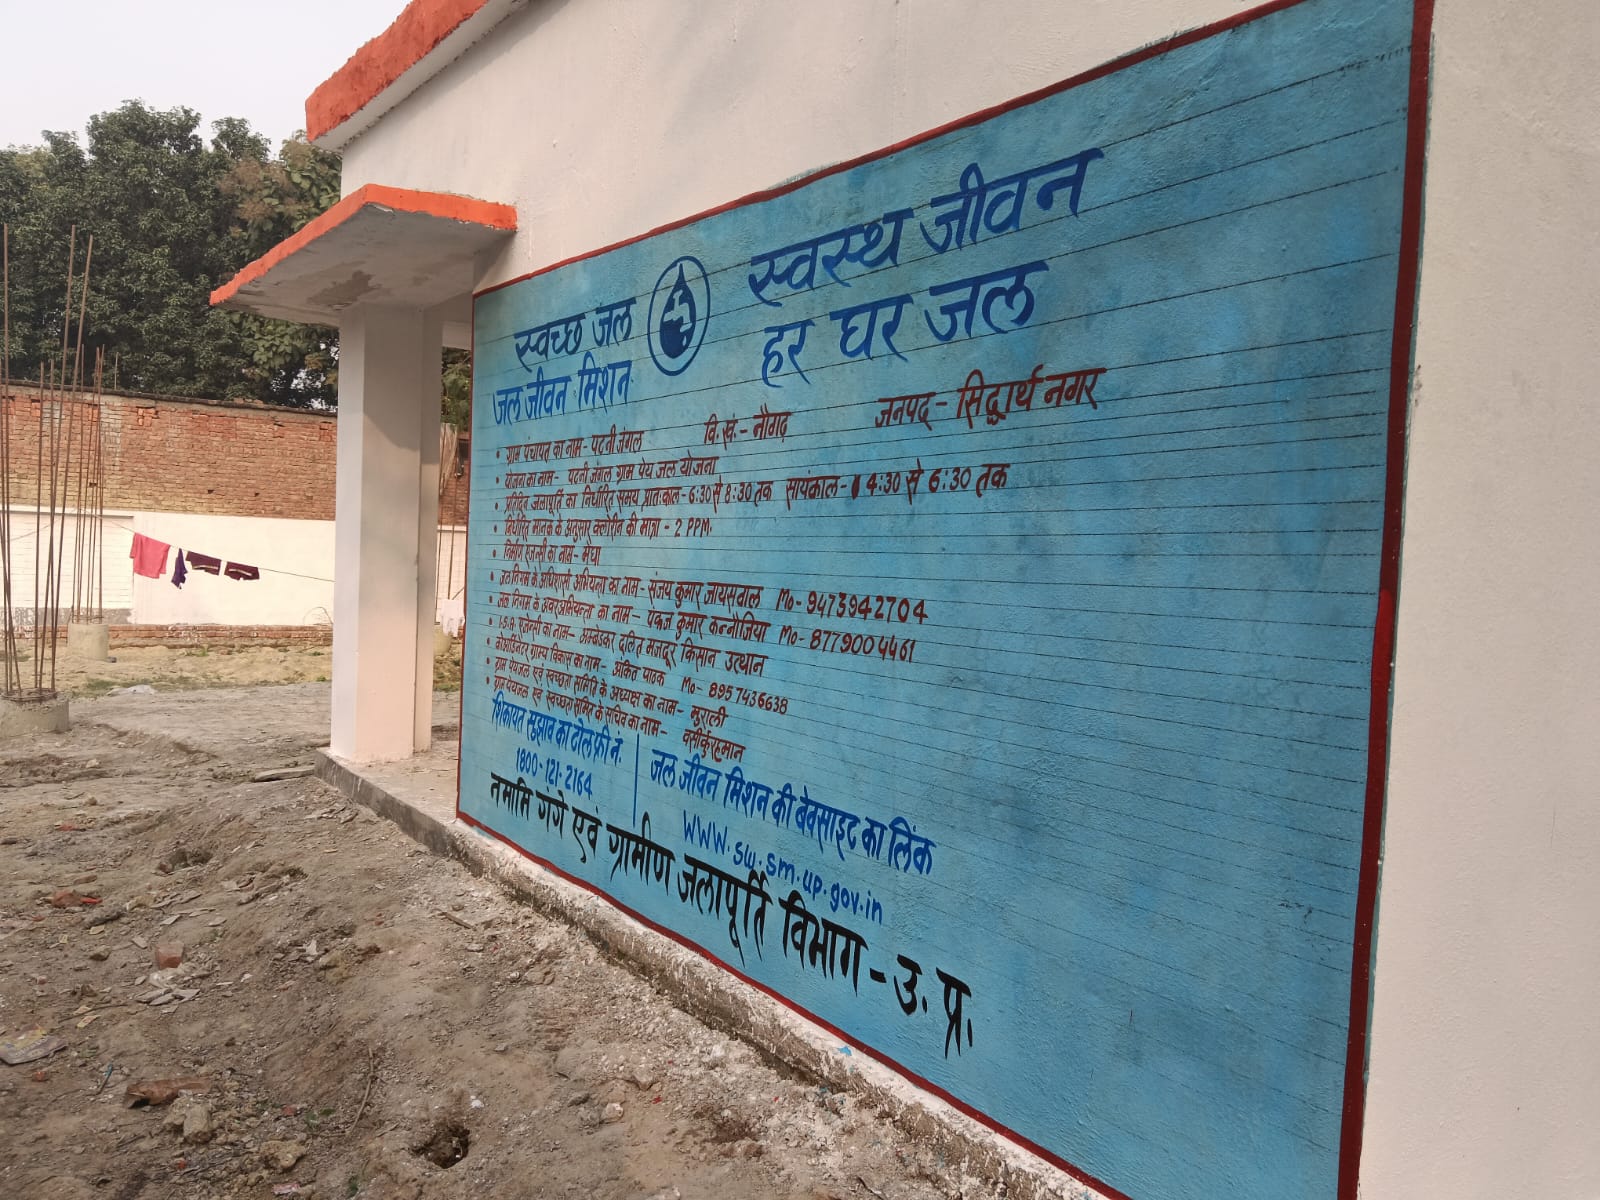 स्वच्छ जल
स्वस्थ जीवन
जल जीवन मिशन
हर घर जल
• ग्राम पंचायत का नाम - पटनी जंगल वि. खं. - नौगढ़ जनपद - सिद्धार्थ नगर
• योजना का नाम - पटनी जंगल ग्राम पेय जल योजना
• प्रतिदिन जलापूर्ति का निर्धारित समय प्रातः काल - 6:30 से 8:30 तक सायंकाल - 4:30 से 6:30 तक
• निर्धारित मानक के अनुसार क्लोरीन की मात्रा - 2 PPM.
• निर्माण एजेन्सी का नाम - मेघा
• जल निगम के अधिशासी अभियन्ता का नाम - संजय कुमार जायसवाल Mo - 9473942704
• जल निगम के अवर अभियन्ता का नाम - पंकज कुमार कन्नौजिया Mo - 8779004461
• I.S.A एजेन्सी का नाम - अम्बेडकर दलित मजदूर किसान उत्थान
• कोआर्डिनेटर ग्राम्य विकास का नाम - अंकित पाठक Mo - 8957436638
• ग्राम पेयजल एवं स्वच्छता समिति के अध्यक्ष का नाम - मुराली
• ग्राम पेयजल एवं स्वच्छता समिति के सचिव का नाम -
शिकायत सुझाव का टोल फ्री नं.
1800-121-2164
जल जीवन मिशन की बेवसाइट का लिंक
WWW.sw.sm.up.gov.in
नमामि गंगे एवं ग्रामीण जलापूर्ति विभाग - उ. प्र.